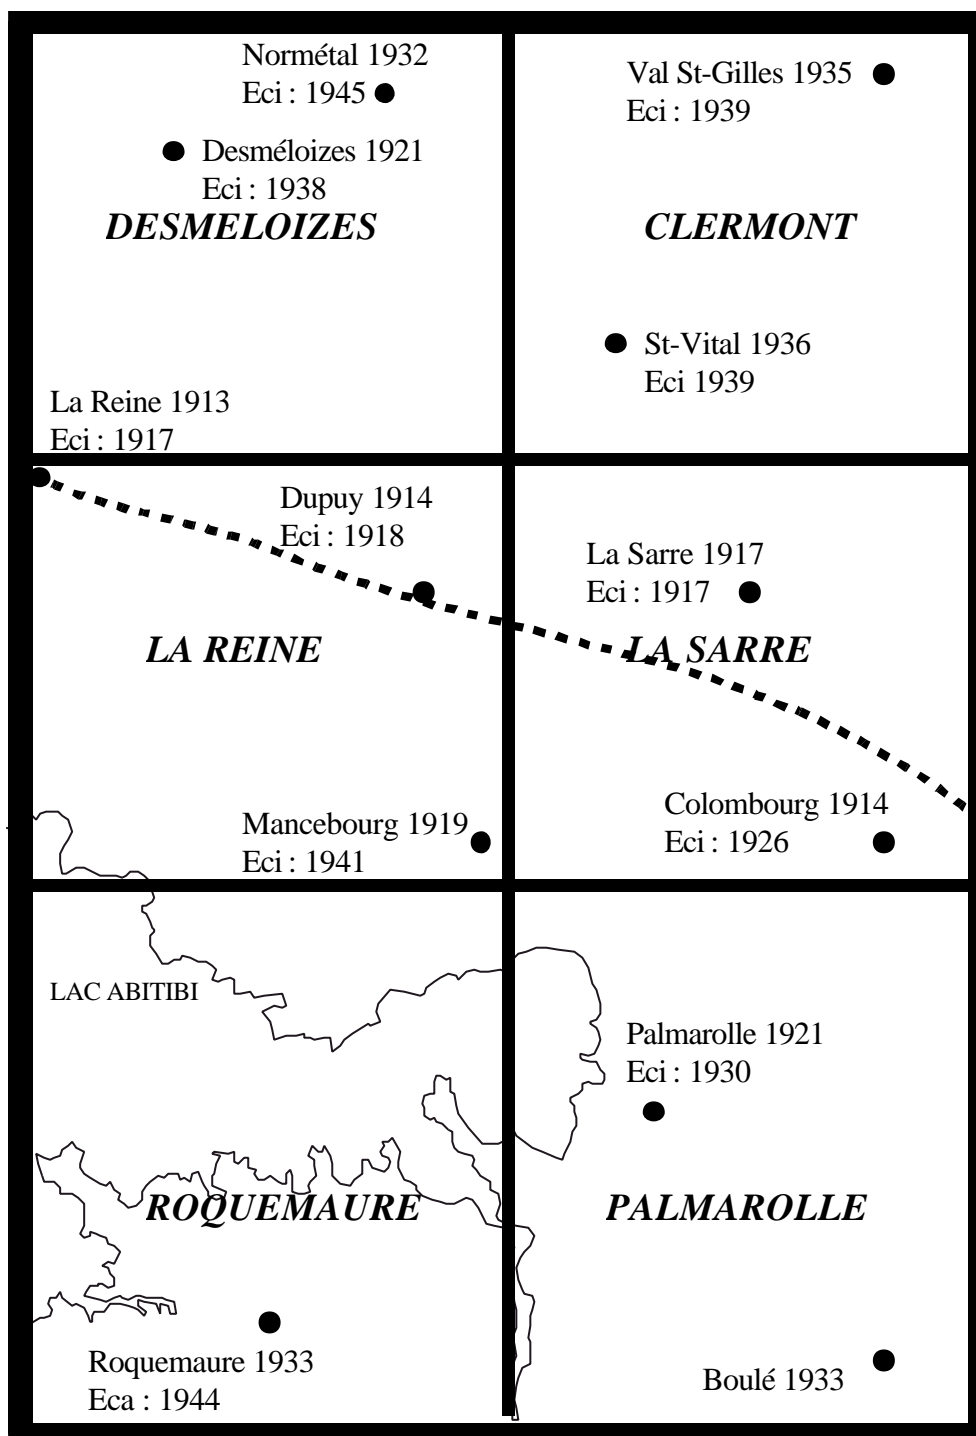 Normétal 1932
Eci : 1945
Desméloizes 1921
Eci : 1938
DESMELOIZES
La Reine 1913
Eci : 1917
Val St-Gilles 1935
Eci : 1939
CLERMONT
St-Vital 1936
Eci 1939
Dupuy 1914
Eci : 1918
LA REINE
Mancebourg 1919
Eci : 1941
La Sarre 1917
Eci : 1917
LA SARRE
Colombourg 1914
Eci : 1926
LAC ABITIBI
ROQUEMAURE
Roquemaure 1933
Eca : 1944
Palmarolle 1921
Eci : 1930
PALMAROLLE
Boulé 1933